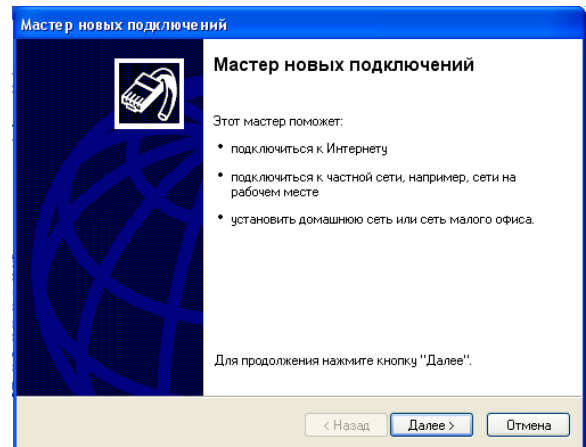 Мастер новых подключений
Мастер новых подключений
Этот мастер поможет:
• подключиться к Интернету
• подключиться к частной сети, например, сети на
рабочем месте
• установить домашнюю сеть или сеть малого офиса.
Для продолжения нажмите кнопку "Далее".
< Назад Далее > Отмена